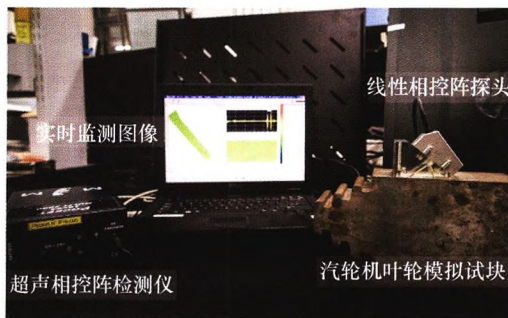 线性相控阵探头
实时监测图像
超声相控阵检测仪
汽轮机叶轮模拟试块